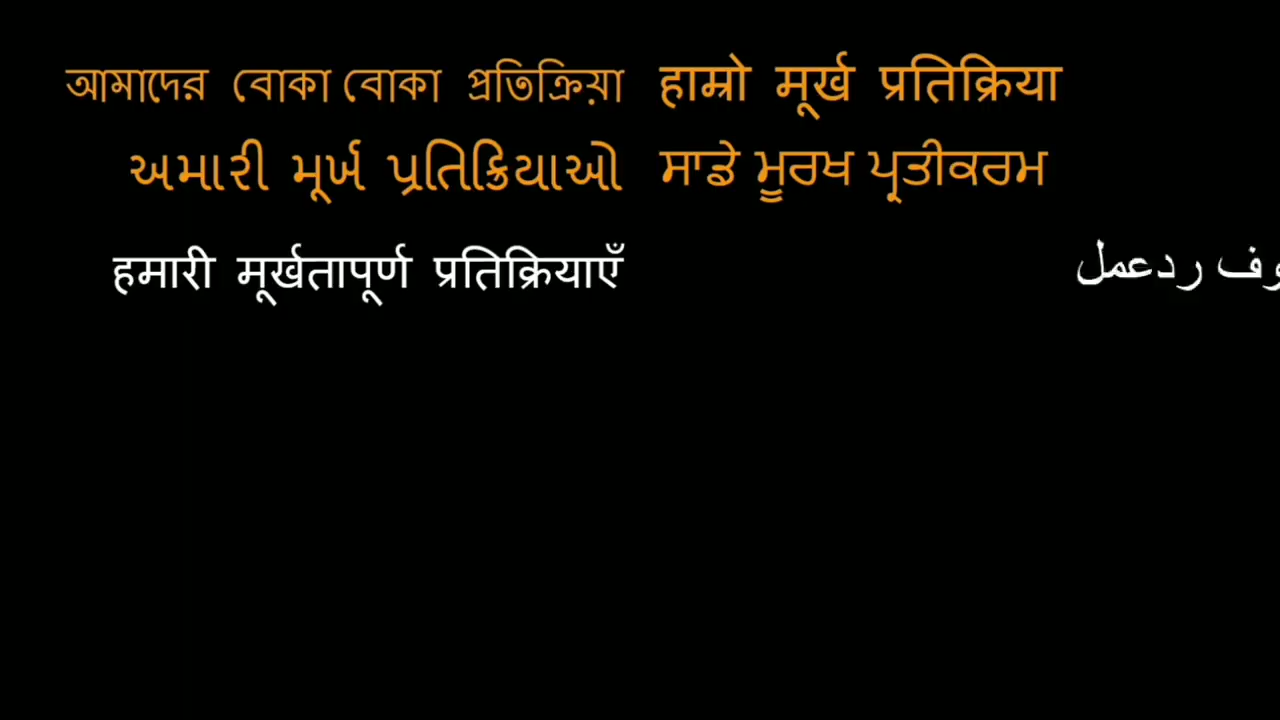 আমাদের বোকা বোকা প্রতিক্রিয়া हाम्रो मूर्ख प्रतिक्रिया
અમારી મૂર્ખ પ્રતિક્રિયાઓ ਸਾਡੇ ਮੂਰਖ ਪ੍ਰਤੀਕਰਮ
हमारी मूर्खतापूर्ण प्रतिक्रियाएँ ردعمل